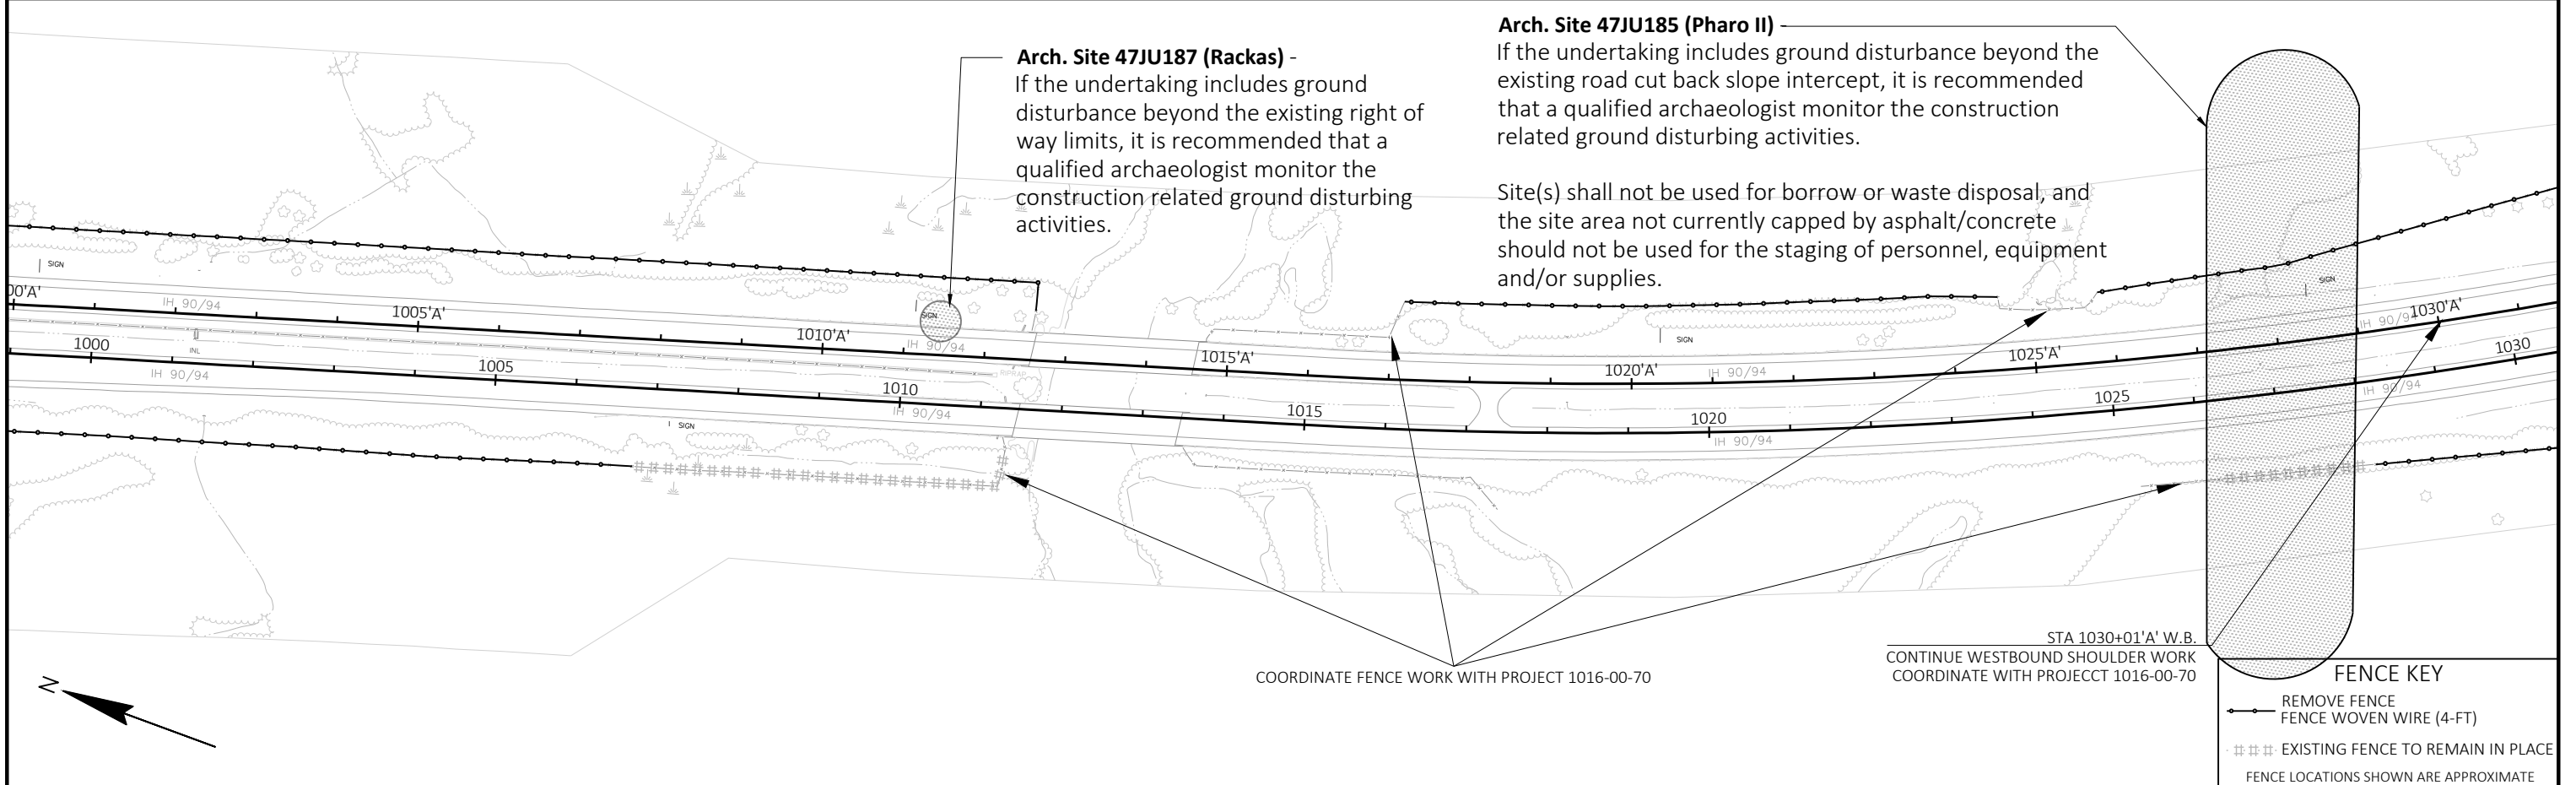 Arch. Site 47JU187 (Rackas) -
If the undertaking includes ground
disturbance beyond the existing right of
way limits, it is recommended that a
qualified archaeologist monitor the
construction related ground disturbing
activities.
Arch. Site 47JU185 (Pharo II) -
If the undertaking includes ground disturbance beyond the
existing road cut back slope intercept, it is recommended
that a qualified archaeologist monitor the construction
related ground disturbing activities.
Site(s) shall not be used for borrow or waste disposal, and
the site area not currently capped by asphalt/concrete
should not be used for the staging of personnel, equipment
and/or supplies.
SIGN
SIGN
SIGN
SIGN
SIGN
00'A'
1005'A'
1010'A'
1015'A'
1020'A'
1025'A'
1030'A'
IH 90/94
IH 90/94
IH 90/94
IH 90/94
INL
RIPRAP
1000
1005
1010
1015
1020
1025
1030
IH 90/94
IH 90/94
IH 90/94
IH 90/94
COORDINATE FENCE WORK WITH PROJECT 1016-00-70
STA 1030+01'A' W.B.
CONTINUE WESTBOUND SHOULDER WORK
COORDINATE WITH PROJECCT 1016-00-70
N
FENCE KEY
REMOVE FENCE
FENCE WOVEN WIRE (4-FT)
EXISTING FENCE TO REMAIN IN PLACE
FENCE LOCATIONS SHOWN ARE APPROXIMATE